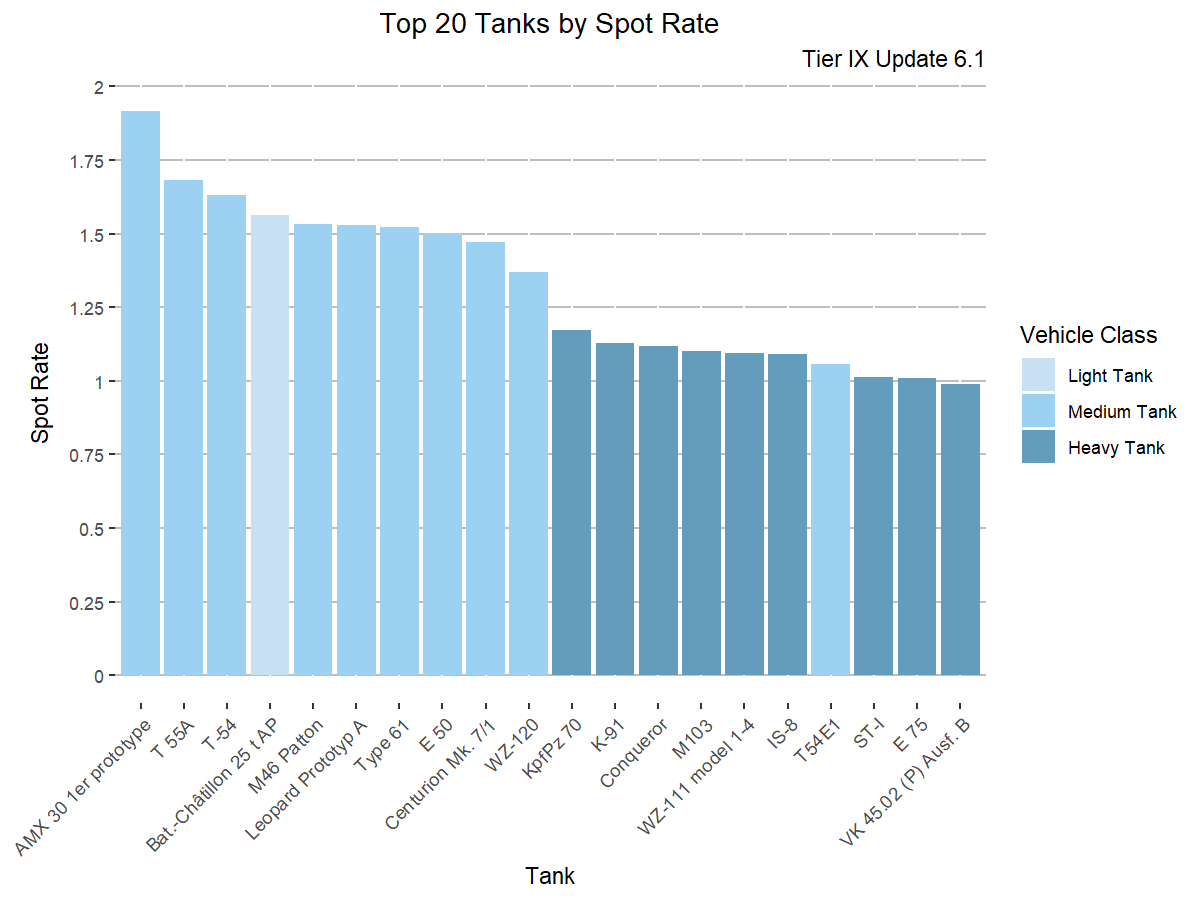 Top 20 Tanks by Spot Rate
Tier IX Update 6.1
2
1.75
1.5
1.25
1
0.75
0.5
0.25
0
Spot Rate
AMX 30 1er prototype
T 55A
T-54
Bat.-Châtillon 25 t AP
M46 Patton
Leopard Prototyp A
Type 61
E 50
Centurion Mk. 7/1
WZ-120
KpfPz 70
K-91
Conqueror
M103
WZ-111 model 1-4
IS-8
T54E1
ST-I
E 75
VK 45.02 (P) Ausf. B
Tank
Vehicle Class
Light Tank
Medium Tank
Heavy Tank